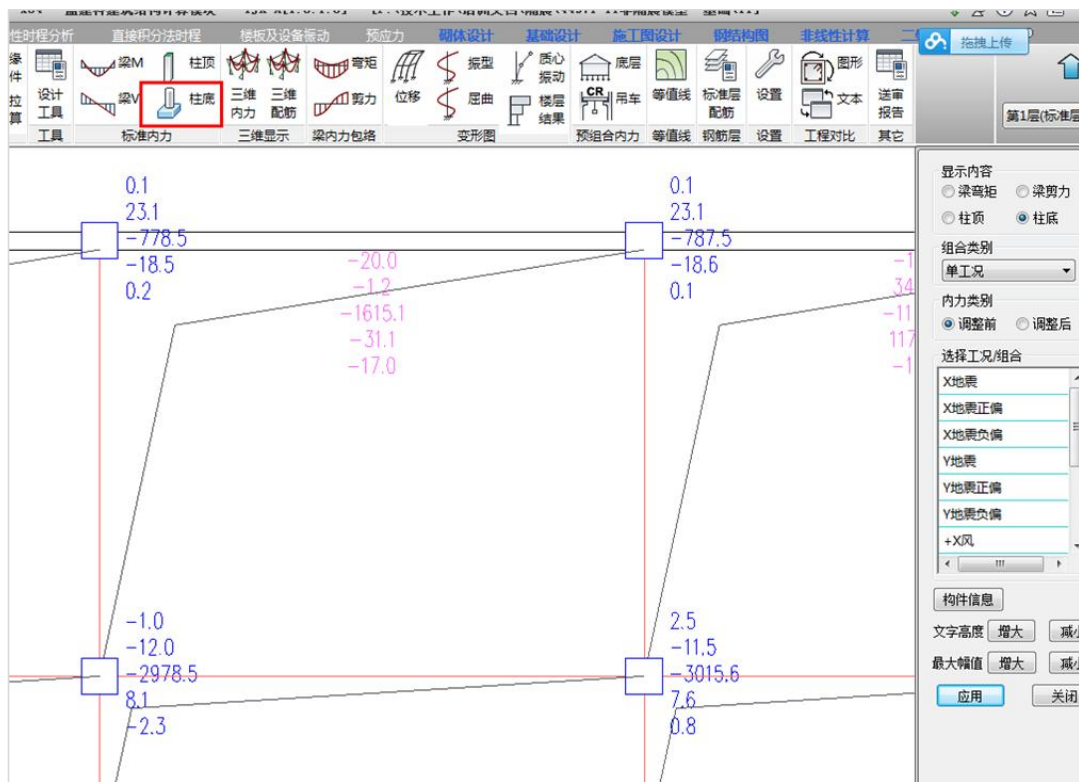 性时程分析 直接积分法时程 楼板及设备振动 预应力 砌体设计 基础设计 施工图设计 钢结构图 非线性计算
拖拽上传
缘件拉算
设计工具
梁M
梁V
柱顶
柱底
三维内力
三维配筋
弯矩
剪力
位移
振型
屈曲
质心振动
楼层结果
底层
CR
吊车
等值线
标准层配筋
设置
图形
文本
送审报告
第1层(标准层
工具 标准内力 三维显示 梁内力包络 变形图 预组合内力 等值线 钢筋层 设置 工程对比 其它
0.1
23.1
-778.5
-18.5
0.2
-20.0
-1.2
-1615.1
-31.1
-17.0
0.1
23.1
-787.5
-18.6
0.1
-1
34
-11
117
-1
-1.0
-12.0
-2978.5
8.1
-2.3
2.5
-11.5
-3015.6
7.6
0.8
显示内容
梁弯矩 梁剪力
柱顶 柱底
组合类别
单工况
内力类别
调整前 调整后
选择工况/组合
X地震
X地震正偏
X地震负偏
Y地震
Y地震正偏
Y地震负偏
+X风
构件信息
文字高度 增大 减小
最大幅值 增大 减小
应用 关闭